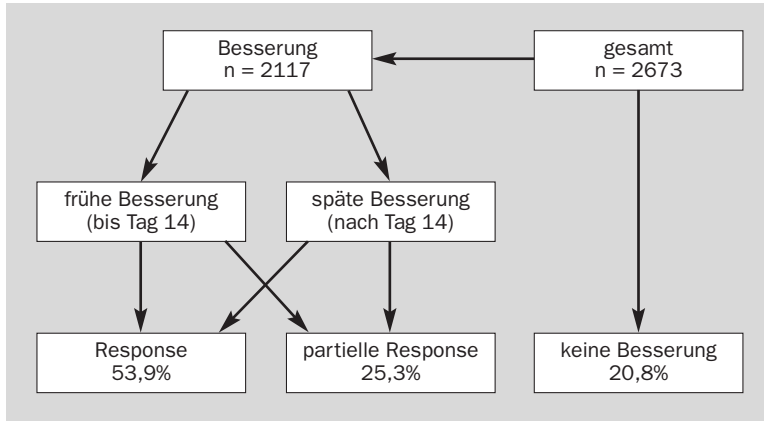 Besserung
n = 2117
gesamt
n = 2673
frühe Besserung
(bis Tag 14)
späte Besserung
(nach Tag 14)
Response
53,9%
partielle Response
25,3%
keine Besserung
20,8%